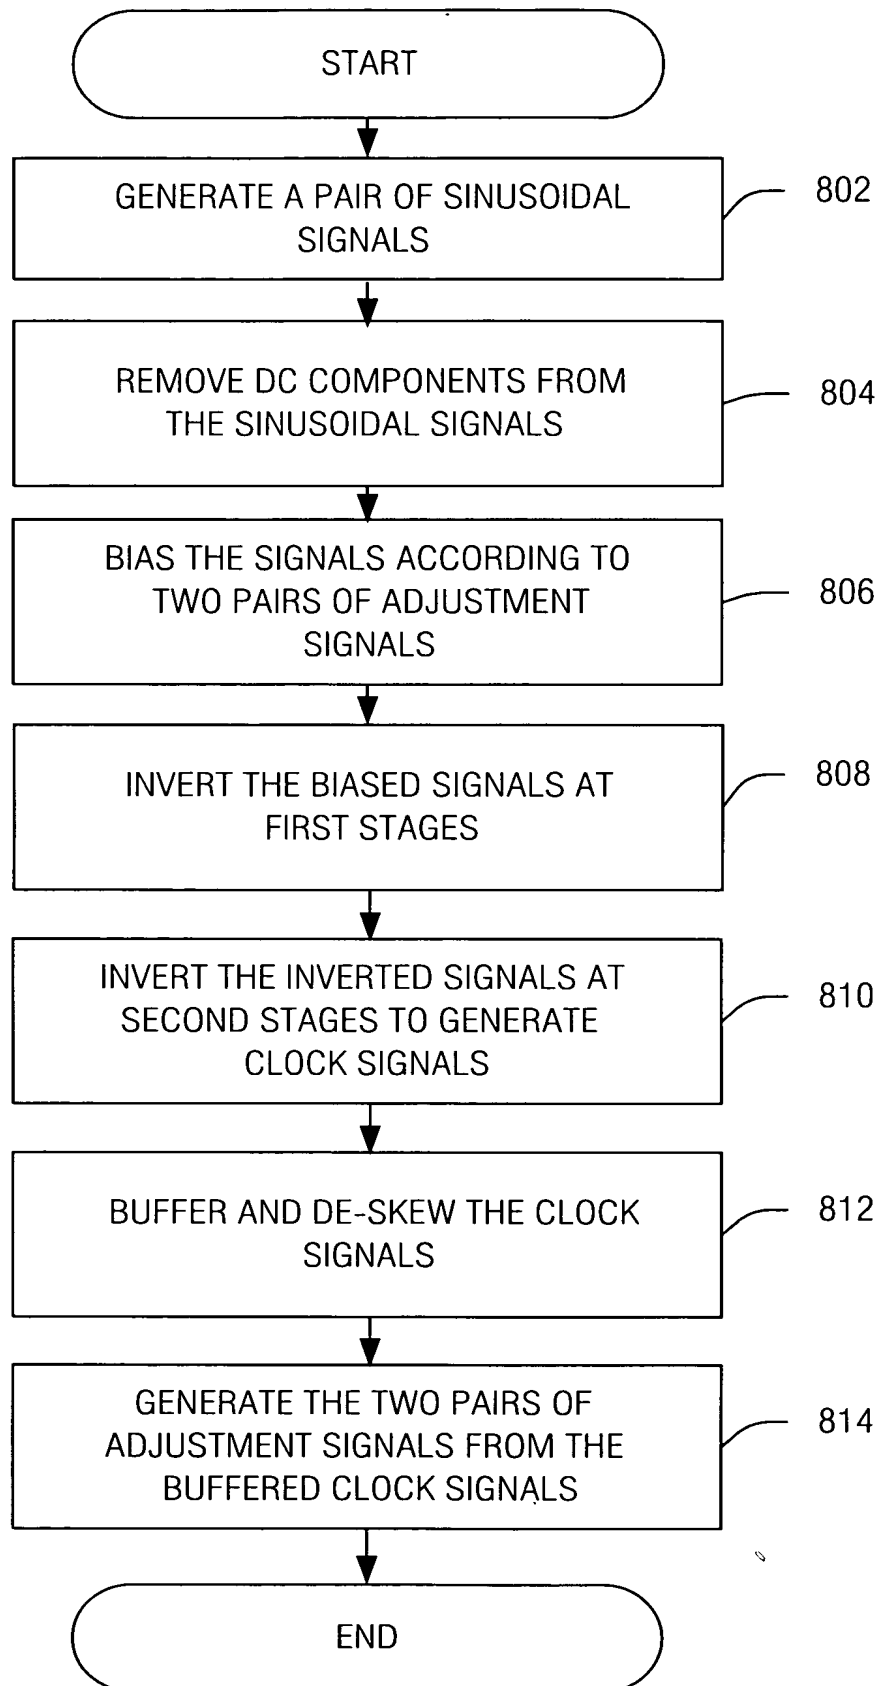 START
GENERATE A PAIR OF SINUSOIDAL
SIGNALS
802
REMOVE DC COMPONENTS FROM
THE SINUSOIDAL SIGNALS
804
BIAS THE SIGNALS ACCORDING TO
TWO PAIRS OF ADJUSTMENT
SIGNALS
806
INVERT THE BIASED SIGNALS AT
FIRST STAGES
808
INVERT THE INVERTED SIGNALS AT
SECOND STAGES TO GENERATE
CLOCK SIGNALS
810
BUFFER AND DE-SKEW THE CLOCK
SIGNALS
812
GENERATE THE TWO PAIRS OF
ADJUSTMENT SIGNALS FROM THE
BUFFERED CLOCK SIGNALS
814
END